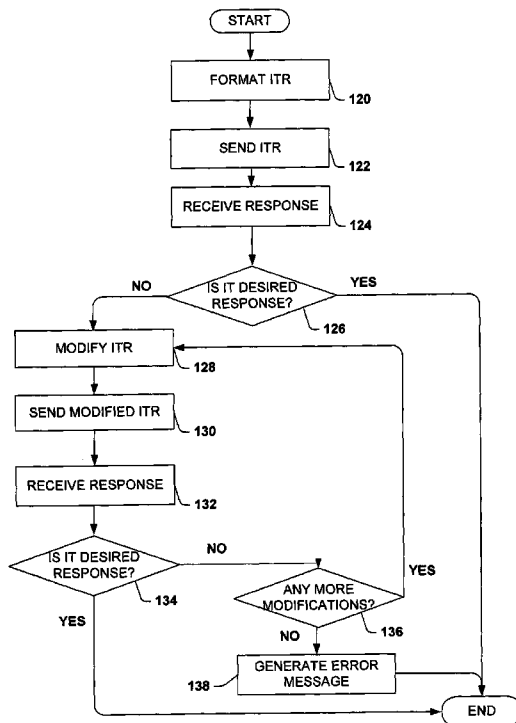 START
FORMAT ITR
120
SEND ITR
122
RECEIVE RESPONSE
124
NO
IS IT DESIRED
RESPONSE?
YES
126
MODIFY ITR
128
SEND MODIFIED ITR
130
RECEIVE RESPONSE
132
IS IT DESIRED
RESPONSE?
NO
134
YES
ANY MORE
MODIFICATIONS?
YES
136
NO
GENERATE ERROR
MESSAGE
138
END